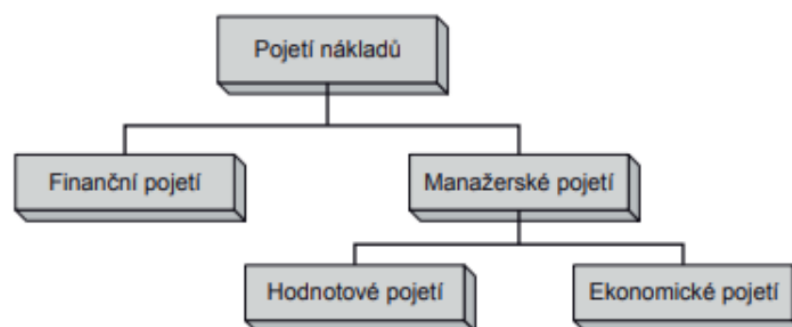 Pojetí nákladů
Finanční pojetí
Manažerské pojetí
Hodnotové pojetí
Ekonomické pojetí